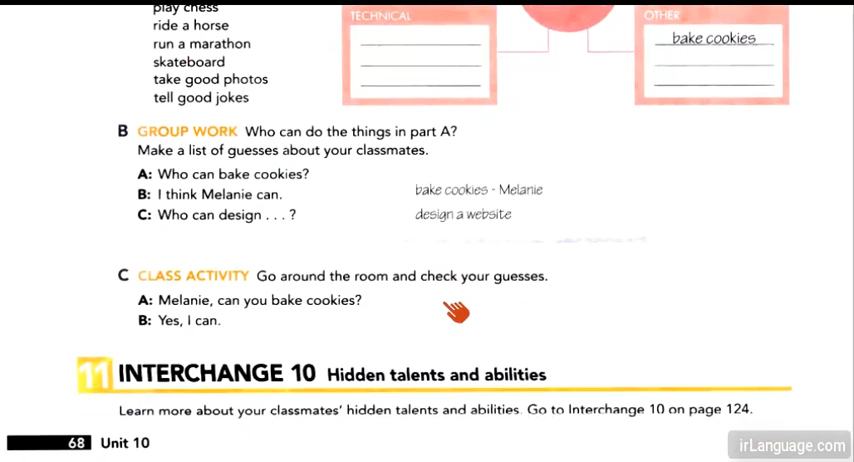 play chess
ride a horse
run a marathon
skateboard
take good photos
tell good jokes
TECHNICAL
OTHER
bake cookies
B GROUP WORK Who can do the things in part A?
Make a list of guesses about your classmates.
A: Who can bake cookies?
B: I think Melanie can.
C: Who can design . . . ?
bake cookies - Melanie
design a website
C CLASS ACTIVITY Go around the room and check your guesses.
A: Melanie, can you bake cookies?
B: Yes, I can.
11 INTERCHANGE 10 Hidden talents and abilities
Learn more about your classmates' hidden talents and abilities. Go to Interchange 10 on page 124.
68 Unit 10
irLanguage.com